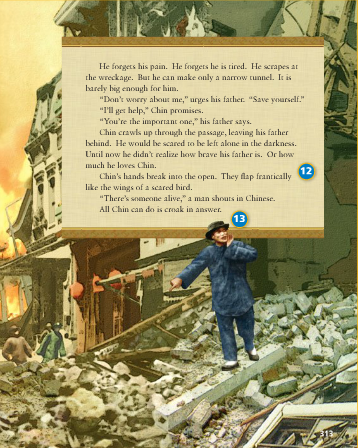 He forgets his pain. He forgets he is tired. He scrapes at
the wreckage. But he can make only a narrow tunnel. It is
barely big enough for him.
“Don’t worry about me,” urges his father. “Save yourself.”
“I’ll get help,” Chin promises.
“You’re the important one,” his father says.
Chin crawls up through the passage, leaving his father
behind. He would be scared to be left alone in the darkness.
Until now he didn’t realize how brave his father is. Or how
much he loves Chin.
Chin’s hands break into the open. They flap frantically
like the wings of a scared bird.
“There’s someone alive,” a man shouts in Chinese.
All Chin can do is croak in answer.
12
13
313